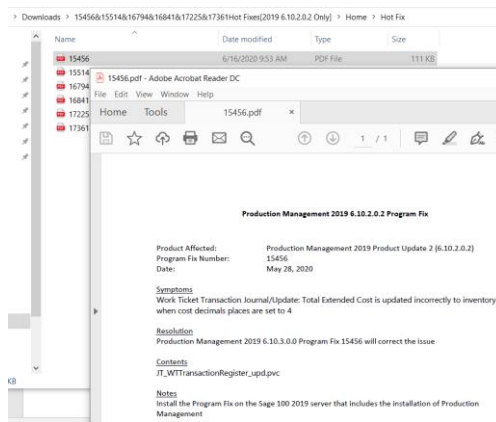 > Downloads > 15456&15514&16794&16841&17225&17361Hot Fixes[2019 6.10.2.0.2 Only] > Home > Hot Fix
Name Date modified Type Size
15456 6/16/2020 9:53 AM PDF File 111 KB
15514
16794
16841
17225
17361
15456.pdf - Adobe Acrobat Reader DC
File Edit View Window Help
Home Tools 15456.pdf ×
1 / 1
Production Management 2019 6.10.2.0.2 Program Fix
Product Affected: Production Management 2019 Product Update 2 (6.10.2.0.2)
Program Fix Number: 15456
Date: May 28, 2020
Symptoms
Work Ticket Transaction Journal/Update: Total Extended Cost is updated incorrectly to inventory
when cost decimals places are set to 4
Resolution
Production Management 2019 6.10.3.0.0 Program Fix 15456 will correct the issue
Contents
JT_WTTransactionRegister_upd.pvc
Notes
Install the Program Fix on the Sage 100 2019 server that includes the installation of Production
Management
KB